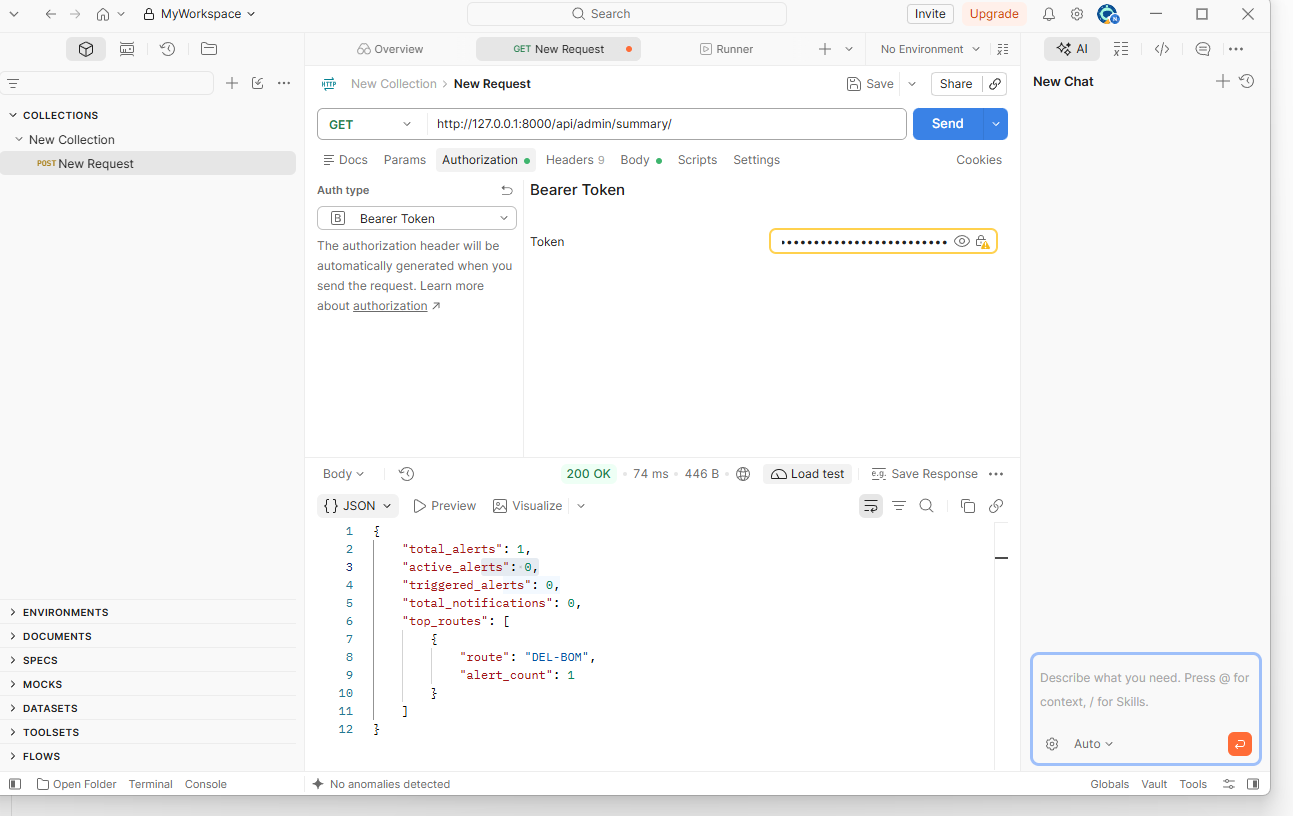 MyWorkspace
Search
Invite
Upgrade
Overview
GET New Request
Runner
No Environment
AI
New Collection › New Request
Save
Share
New Chat
COLLECTIONS
New Collection
POST New Request
GET
http://127.0.0.1:8000/api/admin/summary/
Send
Docs
Params
Authorization
Headers 9
Body
Scripts
Settings
Cookies
Auth type
B Bearer Token
The authorization header will be
automatically generated when you
send the request. Learn more
about authorization ↗
Bearer Token
Token
Body
200 OK • 74 ms • 446 B
Load test
e.g. Save Response
{} JSON
Preview
Visualize
1 {
2 "total_alerts": 1,
3 "active_alerts": 0,
4 "triggered_alerts": 0,
5 "total_notifications": 0,
6 "top_routes": [
7 {
8 "route": "DEL-BOM",
9 "alert_count": 1
10 }
11 ]
12 }
ENVIRONMENTS
DOCUMENTS
SPECS
MOCKS
DATASETS
TOOLSETS
FLOWS
Describe what you need. Press @ for
context, / for Skills.
Auto
Open Folder
Terminal
Console
No anomalies detected
Globals
Vault
Tools